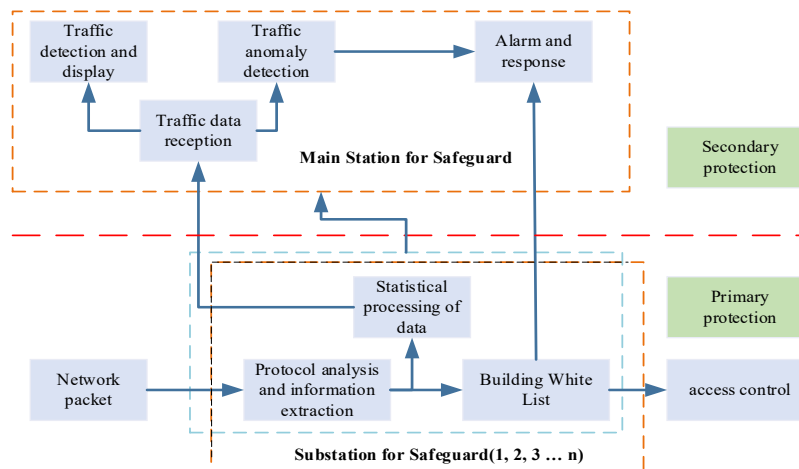 Traffic
detection and
display
Traffic
anomaly
detection
Alarm and
response
Traffic data
reception
Main Station for Safeguard
Secondary
protection
Statistical
processing of
data
Primary
protection
Network
packet
Protocol analysis
and information
extraction
Building White
List
access control
Substation for Safeguard(1, 2, 3 … n)